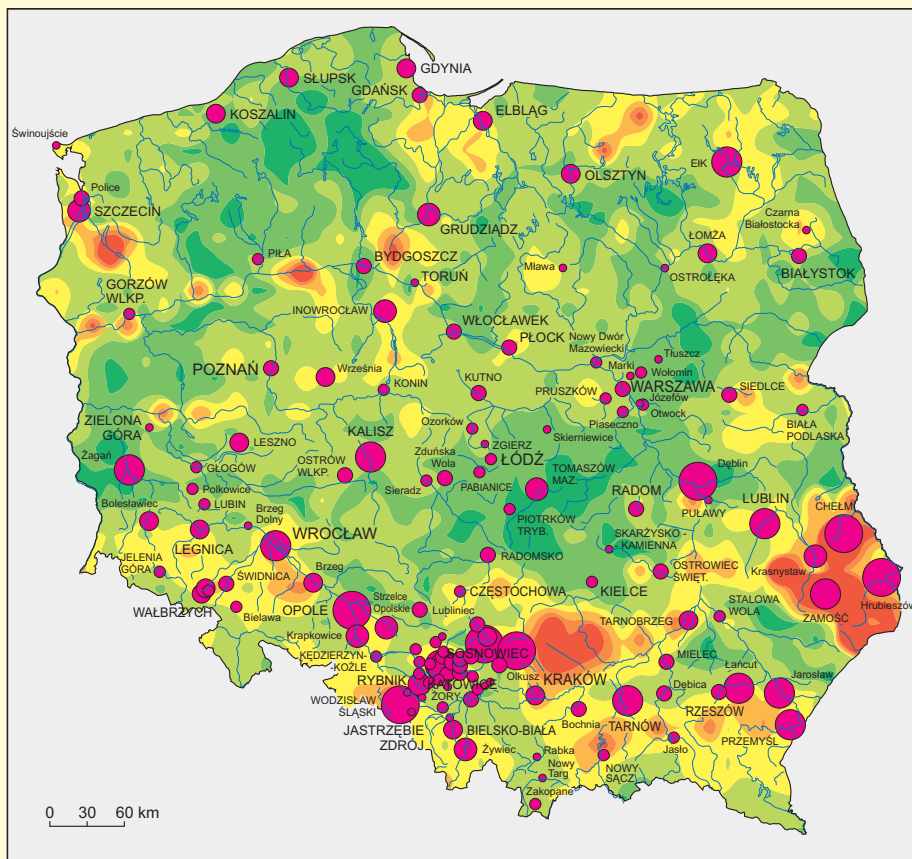 GDYNIA
SŁUPSK
GDAŃSK
KOSZALIN
ELBLĄG
Świnoujście
EŁK
OLSZTYN
Police
SZCZECIN
GRUDZIĄDZ
Czarna
Białostocka
ŁOMŻA
BYDGOSZCZ
PIŁA
Mława
OSTROŁĘKA
BIAŁYSTOK
TORUŃ
GORZÓW
WLKP.
INOWROCŁAW
WŁOCŁAWEK
PŁOCK
Nowy Dwór
Mazowiecki
Tłuszcz
Marki
Wołomin
POZNAŃ
Września
KONIN
KUTNO
PRUSZKÓW
WARSZAWA
Józefów
Otwock
Piaseczno
SIEDLCE
BIAŁA
PODLASKA
ZIELONA
GÓRA
LESZNO
KALISZ
Ozorków
ZGIERZ
Skierniewice
ŁÓDŹ
Żagań
GŁOGÓW
OSTRÓW
WLKP.
Zduńska
Wola
Sieradz
PABIANICE
TOMASZÓW
MAZ.
Dęblin
PUŁAWY
Polkowice
LUBIN
Bolesławiec
Brzeg
Dolny
PIOTRKÓW
TRYB.
RADOM
LUBLIN
CHEŁM
LEGNICA
WROCŁAW
RADOMSKO
SKARŻYSKO -
KAMIENNA
Krasnystaw
JELENIA
GÓRA
ŚWIDNICA
Brzeg
CZĘSTOCHOWA
KIELCE
OSTROWIEC
ŚWIET.
Hrubieszów
ZAMOŚĆ
WAŁBRZYCH
Bielawa
OPOLE
Strzelce
Opolskie
Lubliniec
TARNOBRZEG
STALOWA
WOLA
Krapkowice
KĘDZIERZYN-
KOŹLE
SOSNOWIEC
Olkusz
MIELEC
Łańcut
Jarosław
RYBNIK
KATOWICE
KRAKÓW
Dębica
RZESZÓW
WODZISŁAW
ŚLĄSKI
ŻORY
JASTRZĘBIE
ZDRÓJ
BIELSKO-BIAŁA
Bochnia
TARNÓW
Jasło
PRZEMYŚL
Żywiec
Rabka
Nowy
Targ
NOWY
SĄCZ
Zakopane
0 30 60 km